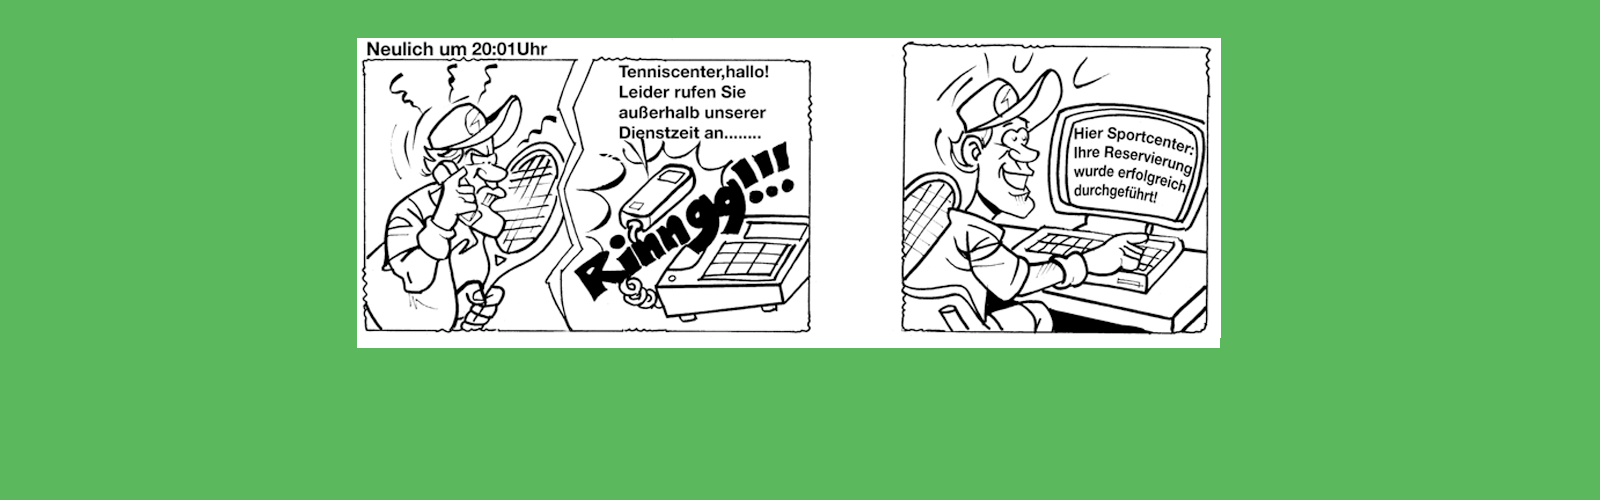 Neulich um 20:01Uhr
Tenniscenter,hallo!
Leider rufen Sie
außerhalb unserer
Dienstzeit an........
Rinngg!!!...
Hier Sportcenter:
Ihre Reservierung
wurde erfolgreich
durchgeführt!